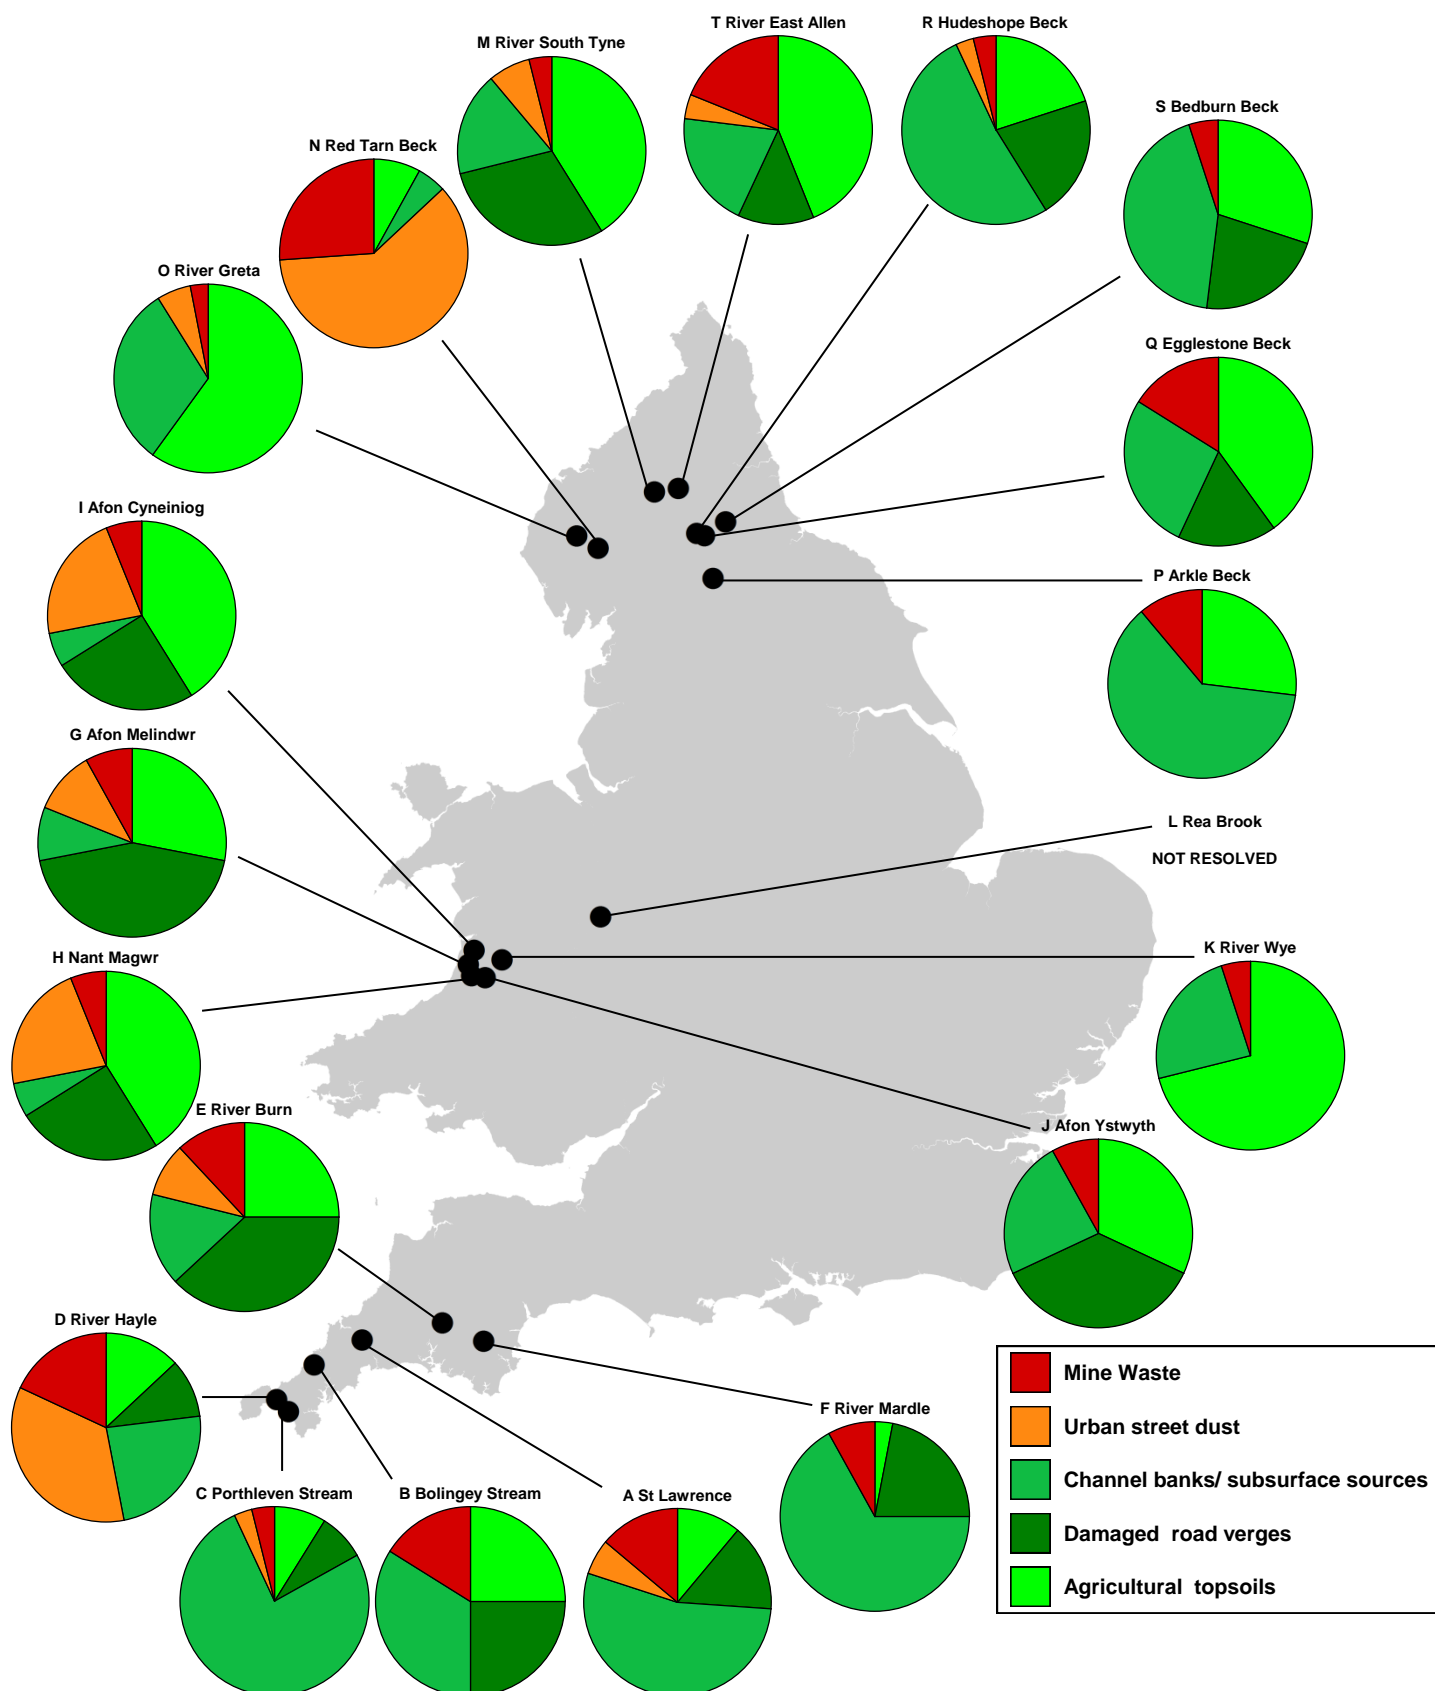 T River East Allen
R Hudeshope Beck
M River South Tyne
S Bedburn Beck
N Red Tarn Beck
O River Greta
Q Egglestone Beck
I Afon Cyneiniog
P Arkle Beck
G Afon Melindwr
L Rea Brook
NOT RESOLVED
H Nant Magwr
K River Wye
E River Burn
J Afon Ystwyth
D River Hayle
F River Mardle
C Porthleven Stream
B Bolingey Stream
A St Lawrence
Mine Waste
Urban street dust
Channel banks/ subsurface sources
Damaged road verges
Agricultural topsoils